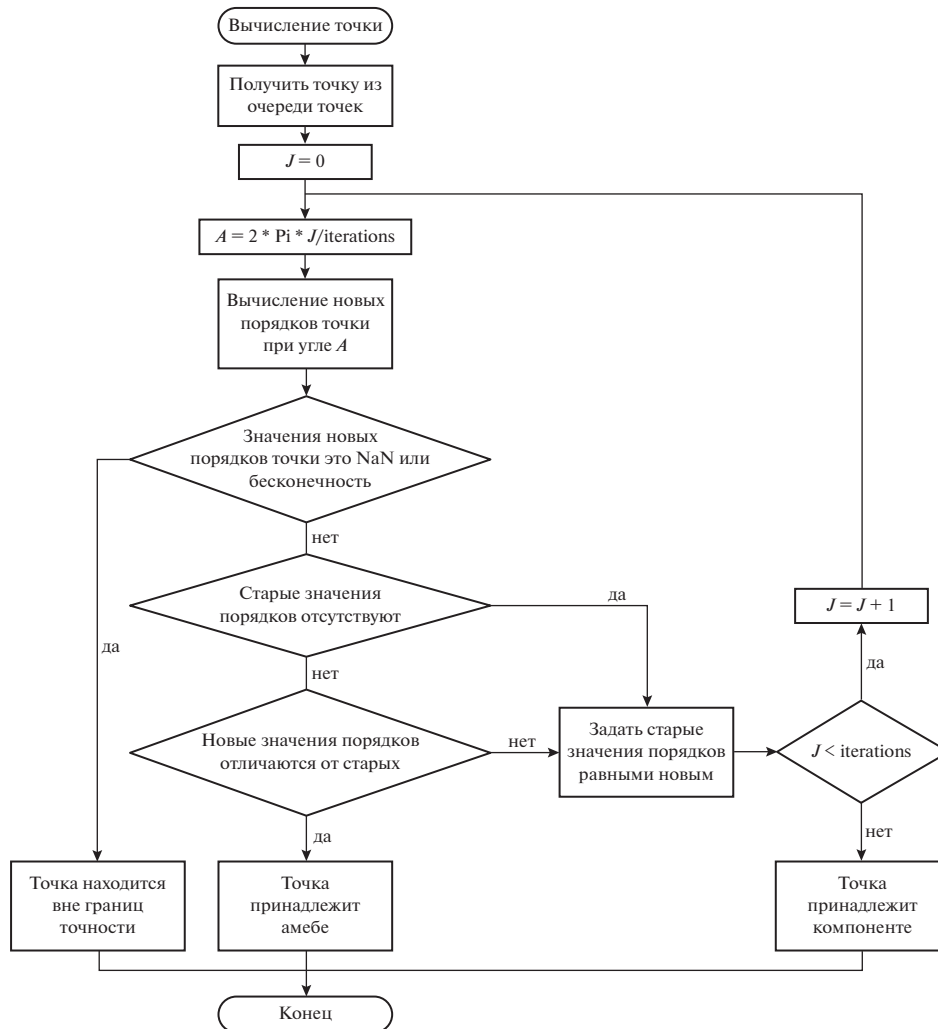 Вычисление точки
Получить точку из
очереди точек
J = 0
A = 2 * Pi * J/iterations
Вычисление новых
порядков точки
при угле A
Значения новых
порядков точки это NaN или
бесконечность
нет
Старые значения
порядков отсутствуют
да
J = J + 1
да
нет
да
Новые значения порядков
отличаются от старых
нет
Задать старые
значения порядков
равными новым
J < iterations
да
нет
Точка находится
вне границ
точности
Точка
принадлежит
амебе
Точка
принадлежит
компоненте
Конец